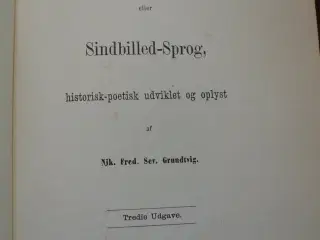 eller
Sindbilled-Sprog,
historisk-poetisk udviklet og oplyst
af
Nik. Fred. Sev. Grundtvig.
Tredie Udgave.